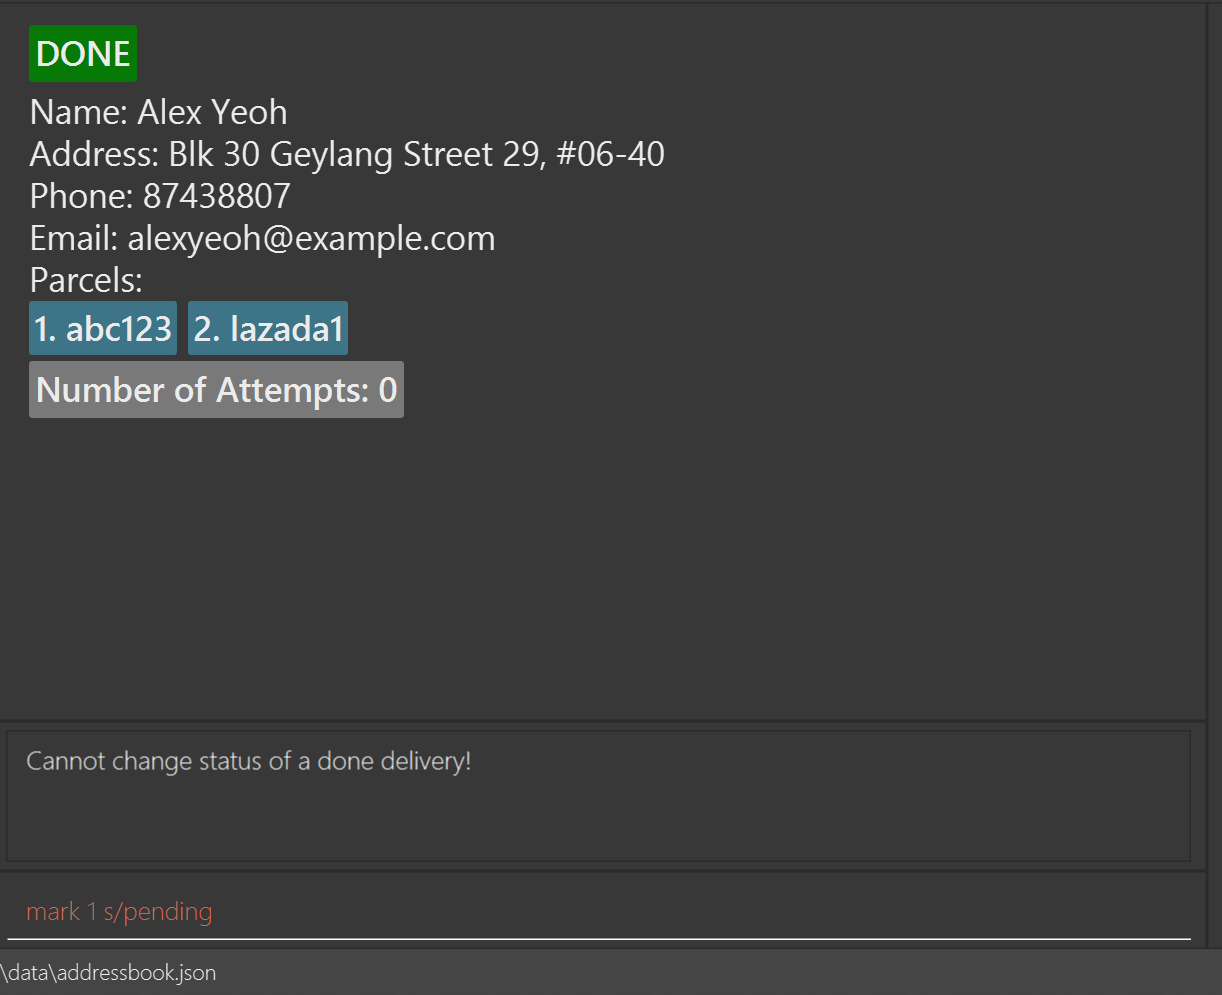 DONE
Name: Alex Yeoh
Address: Blk 30 Geylang Street 29, #06-40
Phone: 87438807
Email: alexyeoh@example.com
Parcels:
1. abc123 2. lazada1
Number of Attempts: 0
Cannot change status of a done delivery!
mark 1 s/pending
\data\addressbook.json